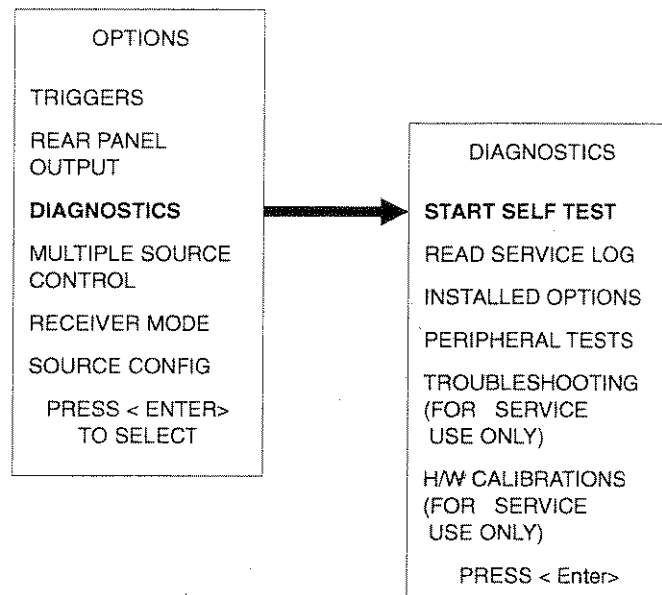 OPTIONS
TRIGGERS
REAR PANEL
OUTPUT
DIAGNOSTICS
MULTIPLE SOURCE
CONTROL
RECEIVER MODE
SOURCE CONFIG
PRESS < ENTER>
TO SELECT
DIAGNOSTICS
START SELF TEST
READ SERVICE LOG
INSTALLED OPTIONS
PERIPHERAL TESTS
TROUBLESHOOTING
(FOR SERVICE
USE ONLY)
H/W CALIBRATIONS
(FOR SERVICE
USE ONLY)
PRESS < Enter>